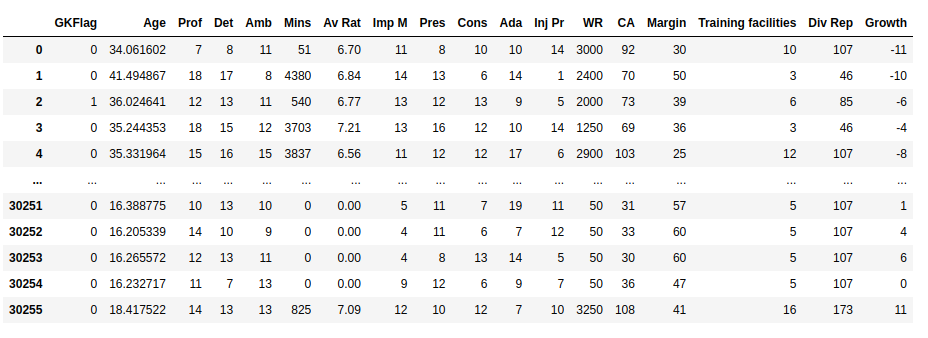 GKFlag Age Prof Det Amb Mins Av Rat Imp M Pres Cons Ada Inj Pr WR CA Margin Training facilities Div Rep Growth
0 0 34.061602 7 8 11 51 6.70 11 8 10 10 14 3000 92 30 10 107 -11
1 0 41.494867 18 17 8 4380 6.84 14 13 6 14 1 2400 70 50 3 46 -10
2 1 36.024641 12 13 11 540 6.77 13 12 13 9 5 2000 73 39 6 85 -6
3 0 35.244353 18 15 12 3703 7.21 13 16 12 10 14 1250 69 36 3 46 -4
4 0 35.331964 15 16 15 3837 6.56 11 12 12 17 6 2900 103 25 12 107 -8
... ... ... ... ... ... ... ... ... ... ... ... ... ... ... ... ... ... ...
30251 0 16.388775 10 13 10 0 0.00 5 11 7 19 11 50 31 57 5 107 1
30252 0 16.205339 14 10 9 0 0.00 4 11 6 7 12 50 33 60 5 107 4
30253 0 16.265572 12 13 11 0 0.00 4 8 13 14 5 50 30 60 5 107 6
30254 0 16.232717 11 7 13 0 0.00 9 12 6 9 7 50 36 47 5 107 0
30255 0 18.417522 14 13 13 825 7.09 12 10 12 7 10 3250 108 41 16 173 11